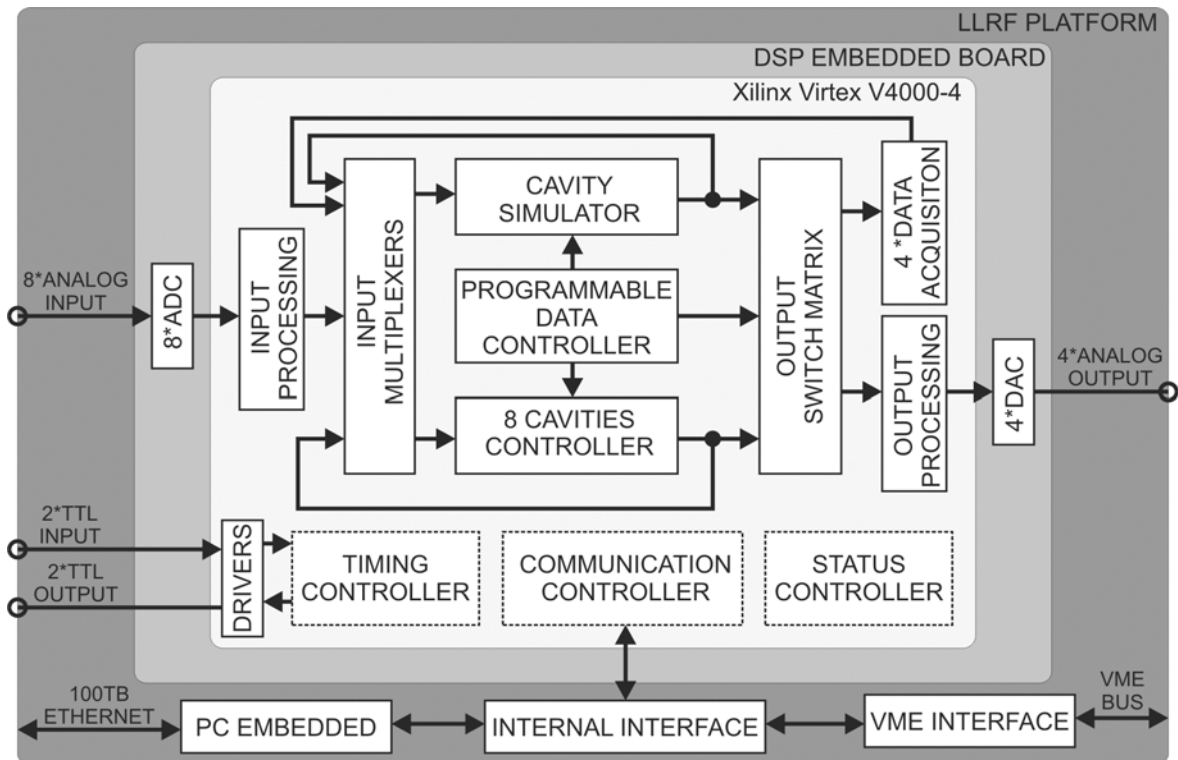 LLRF PLATFORM
DSP EMBEDDED BOARD
Xilinx Virtex V4000-4
8*ANALOG
INPUT
8*ADC
INPUT
PROCESSING
INPUT
MULTIPLEXERS
CAVITY
SIMULATOR
PROGRAMMABLE
DATA
CONTROLLER
8 CAVITIES
CONTROLLER
OUTPUT
SWITCH MATRIX
4 *DATA
ACQUISITON
OUTPUT
PROCESSING
4*DAC
4*ANALOG
OUTPUT
2*TTL
INPUT
2*TTL
OUTPUT
DRIVERS
TIMING
CONTROLLER
COMMUNICATION
CONTROLLER
STATUS
CONTROLLER
100TB
ETHERNET
PC EMBEDDED
INTERNAL INTERFACE
VME INTERFACE
VME
BUS